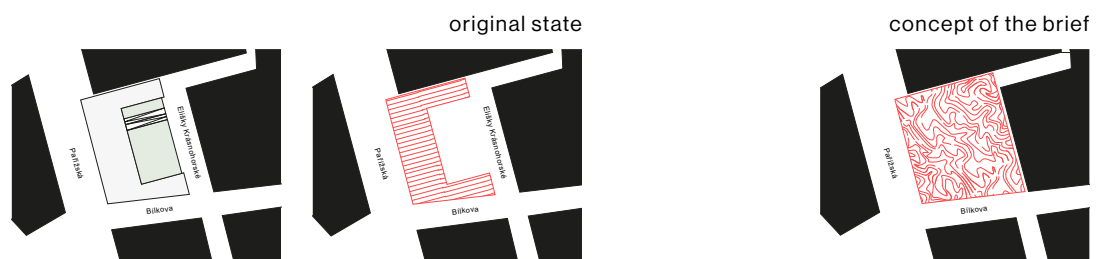 original state
concept of the brief
Pařížská
Elišky Krásnohorské
Bílkova
Pařížská
Elišky Krásnohorské
Bílkova
Pařížská
Bílkova